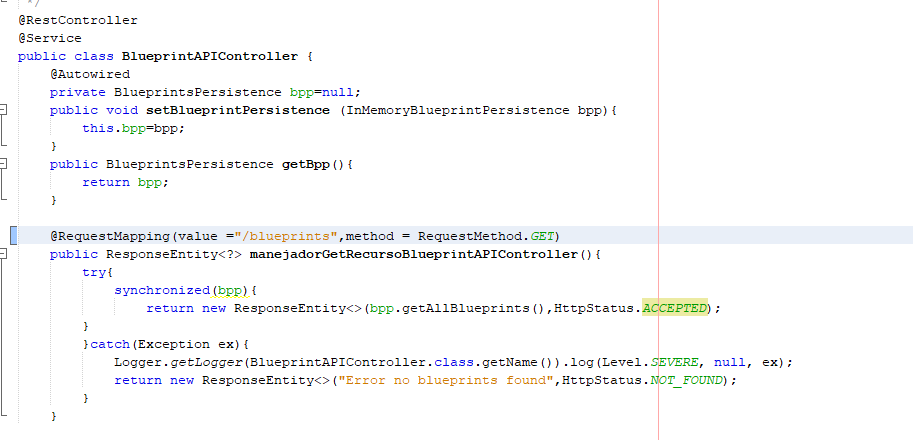 */
@RestController
@Service
public class BlueprintAPIController {
@Autowired
private BlueprintsPersistence bpp=null;
public void setBlueprintPersistence (InMemoryBlueprintPersistence bpp){
this.bpp=bpp;
}
public BlueprintsPersistence getBpp(){
return bpp;
}
@RequestMapping(value ="/blueprints",method = RequestMethod.GET)
public ResponseEntity<?> manejadorGetRecursoBlueprintAPIController(){
try{
synchronized(bpp){
return new ResponseEntity<>(bpp.getAllBlueprints(),HttpStatus.ACCEPTED);
}
}catch(Exception ex){
Logger.getLogger(BlueprintAPIController.class.getName()).log(Level.SEVERE, null, ex);
return new ResponseEntity<>("Error no blueprints found",HttpStatus.NOT_FOUND);
}
}